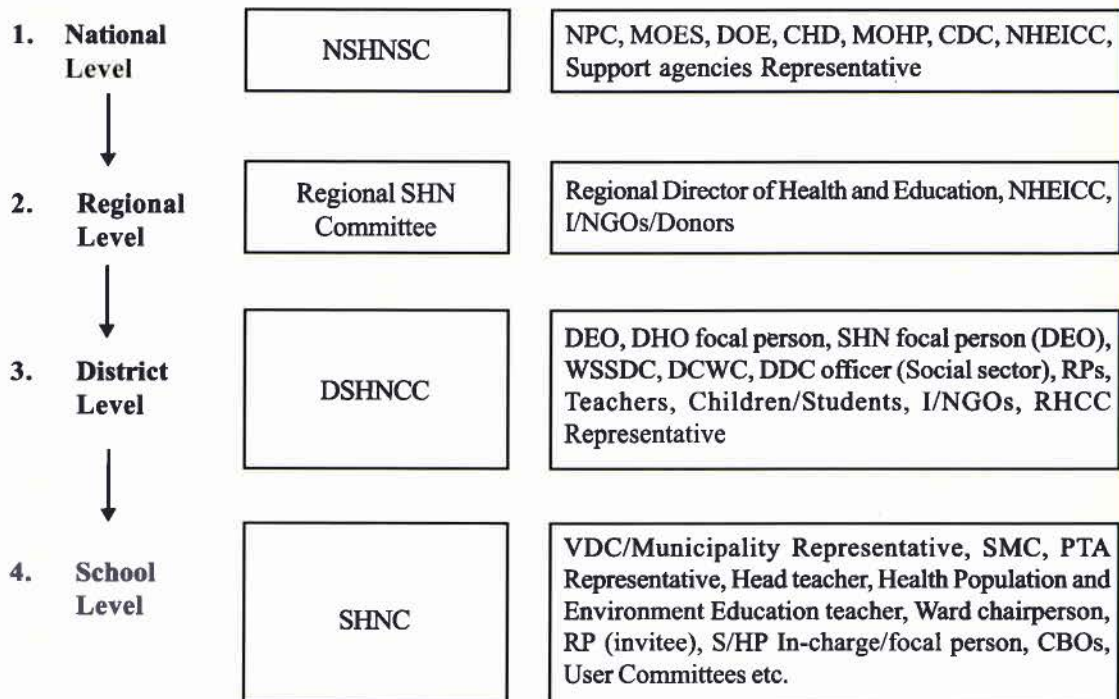 1. National
Level
NSHNSC
NPC, MOES, DOE, CHD, MOHP, CDC, NHEICC,
Support agencies Representative
2. Regional
Level
Regional SHN
Committee
Regional Director of Health and Education, NHEICC,
I/NGOs/Donors
3. District
Level
DSHNCC
DEO, DHO focal person, SHN focal person (DEO),
WSSDC, DCWC, DDC officer (Social sector), RPs,
Teachers, Children/Students, I/NGOs, RHCC
Representative
4. School
Level
SHNC
VDC/Municipality Representative, SMC, PTA
Representative, Head teacher, Health Population and
Environment Education teacher, Ward chairperson,
RP (invitee), S/HP In-charge/focal person, CBOs,
User Committees etc.